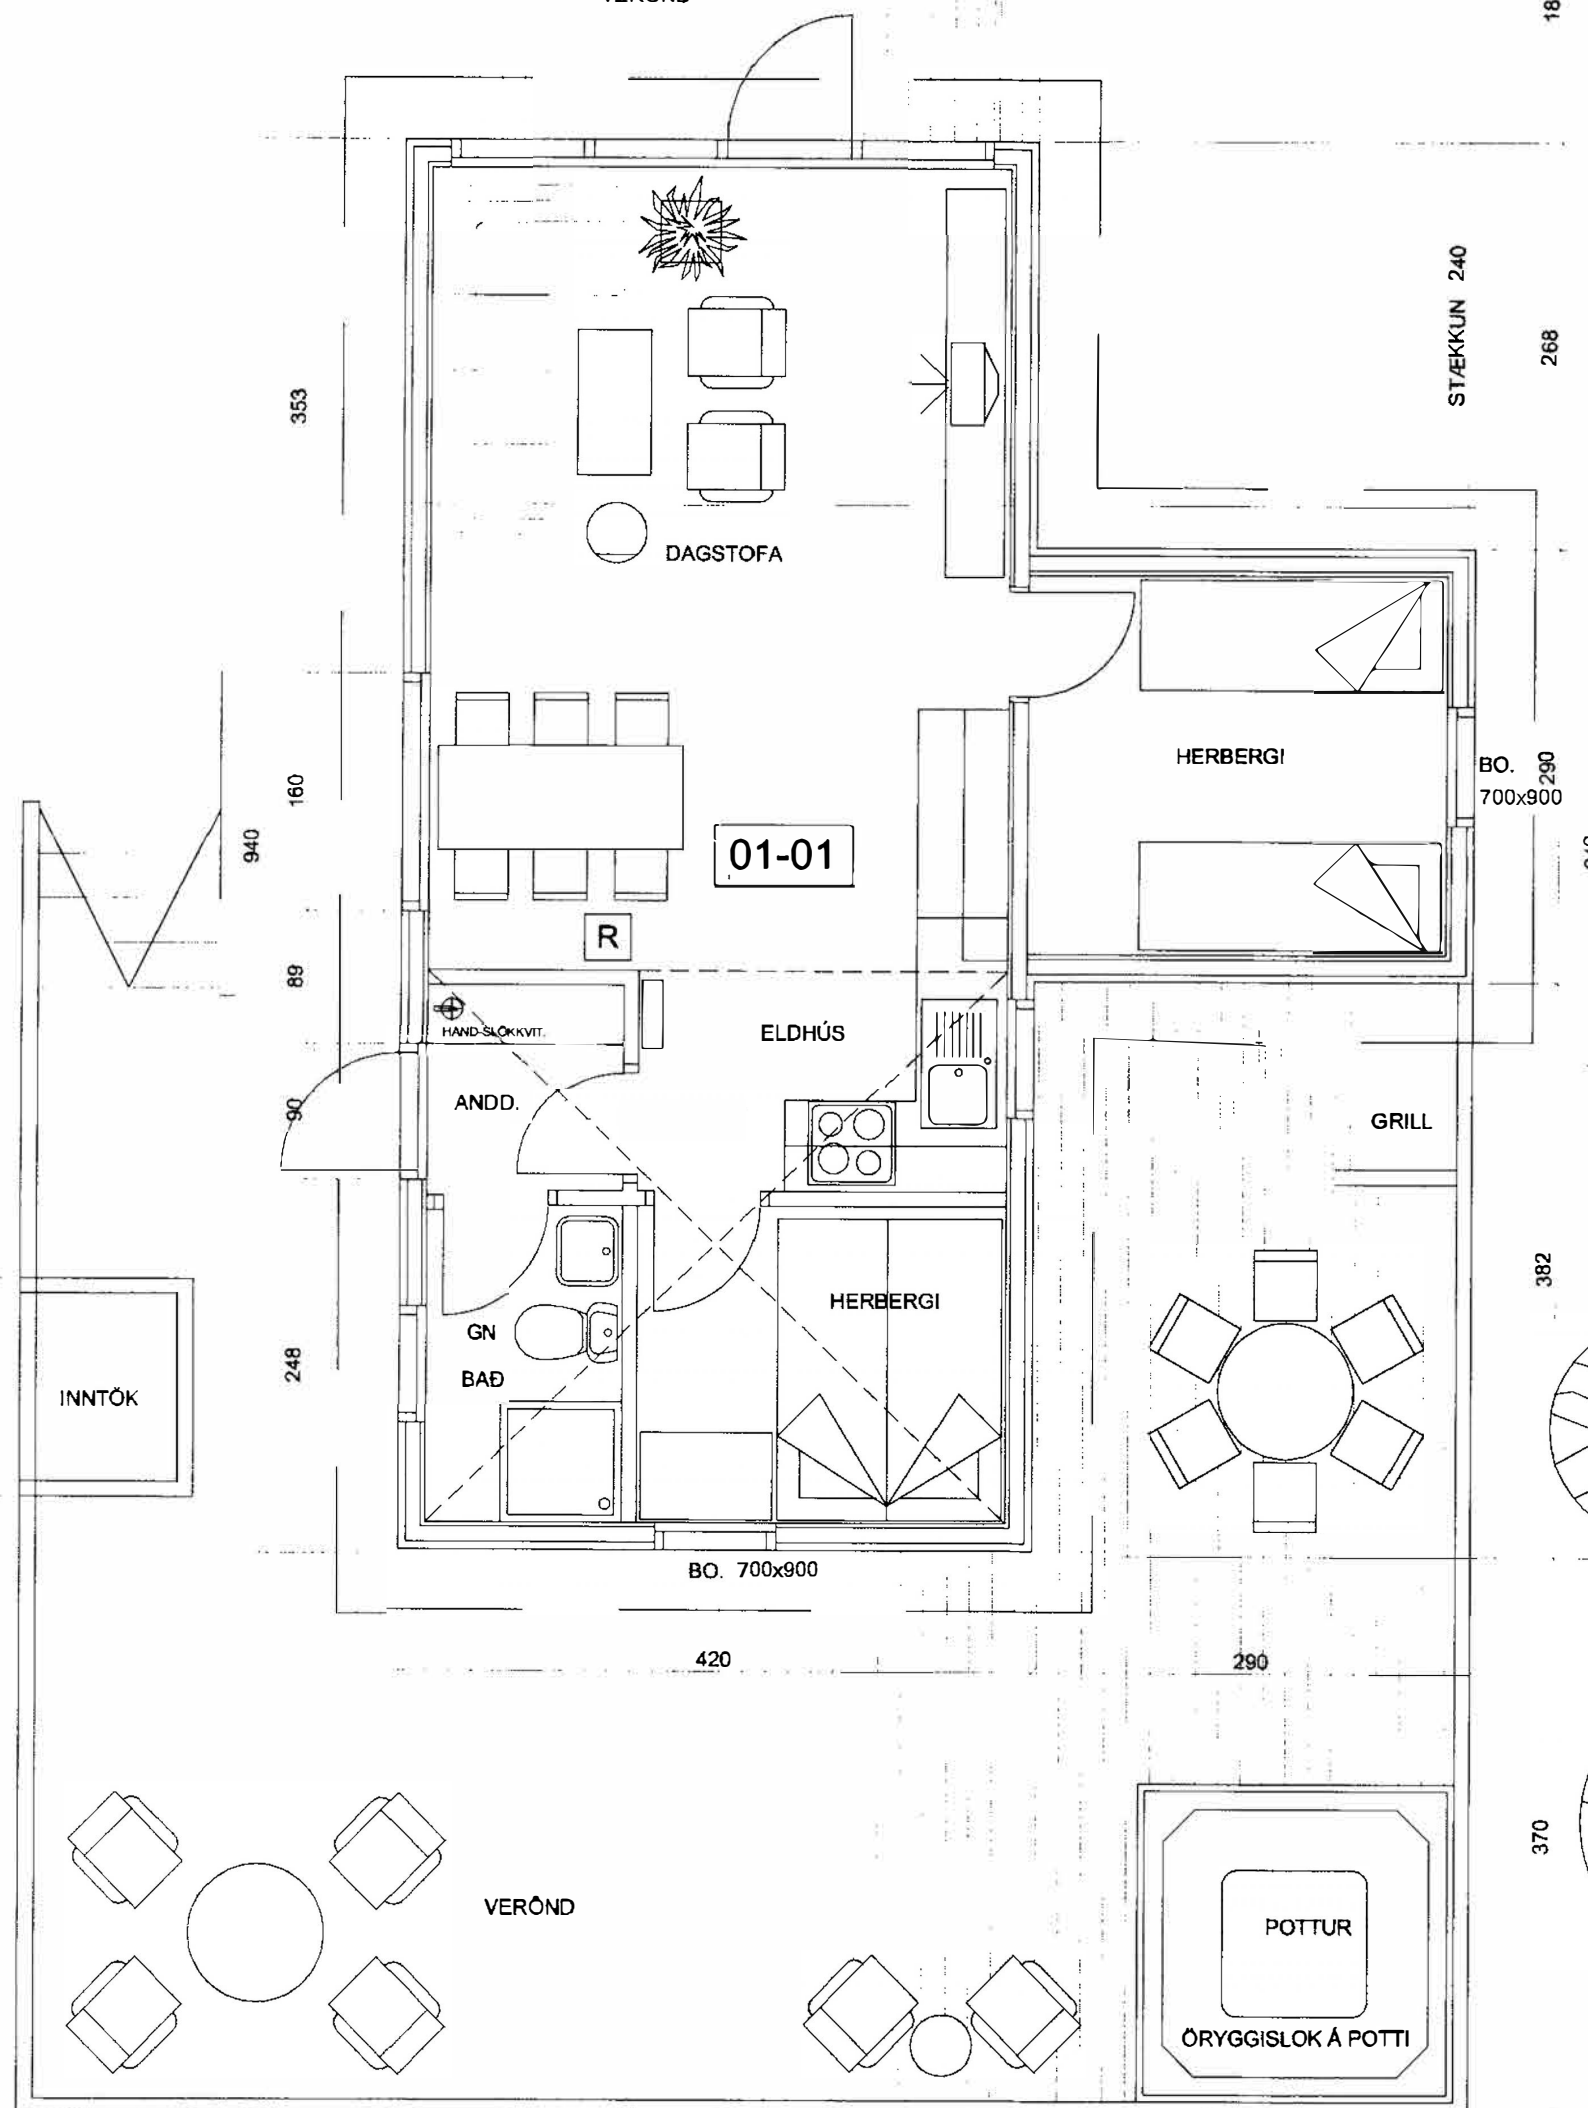 STÆKKUN 240
268
353
DAGSTOFA
HERBERGI
BO.
700x900
290
160
940
01-01
R
89
HAND-SLÖKKVIT.
ELDHÚS
90
ANDD.
GRILL
382
HERBERGI
GN
BAÐ
248
INNTÖK
BO. 700x900
420
290
370
VERÖND
POTTUR
ÖRYGGISLOK Á POTTI